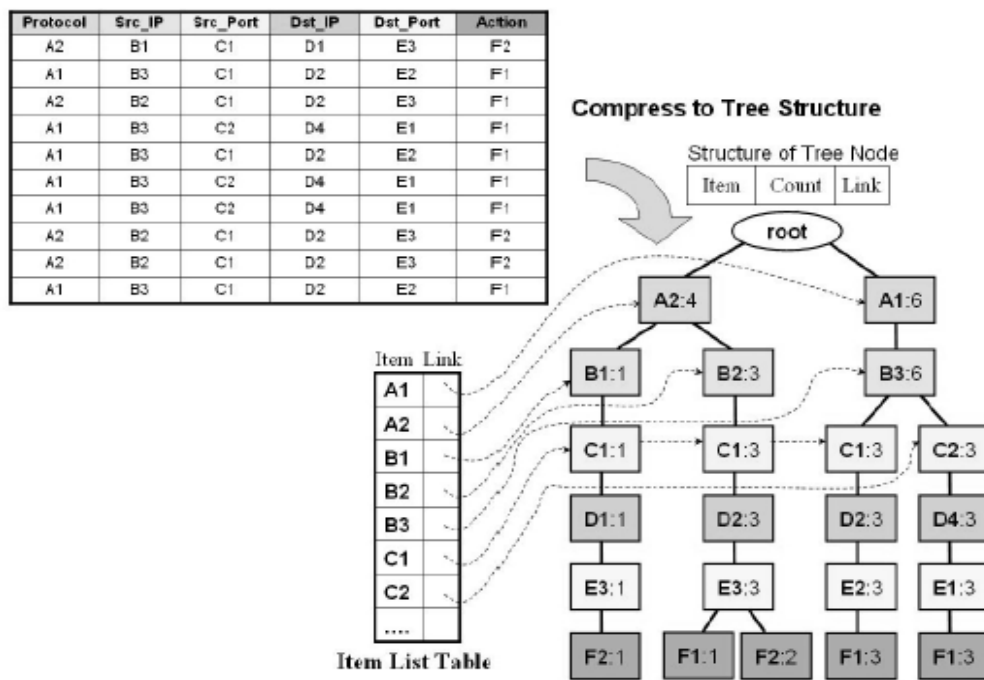 Protocol Src_IP Src_Port Dst_IP Dst_Port Action
A2 B1 C1 D1 E3 F2
A1 B3 C1 D2 E2 F1
A2 B2 C1 D2 E3 F1
A1 B3 C2 D4 E1 F1
A1 B3 C1 D2 E2 F1
A1 B3 C2 D4 E1 F1
A1 B3 C2 D4 E1 F1
A2 B2 C1 D2 E3 F2
A2 B2 C1 D2 E3 F2
A1 B3 C1 D2 E2 F1
Compress to Tree Structure
Structure of Tree Node
Item Count Link
root
A2:4 A1:6
B1:1 B2:3 B3:6
C1:1 C1:3 C1:3 C2:3
D1:1 D2:3 D2:3 D4:3
E3:1 E3:3 E2:3 E1:3
F2:1 F1:1 F2:2 F1:3 F1:3
Item Link
A1
A2
B1
B2
B3
C1
C2
....
Item List Table